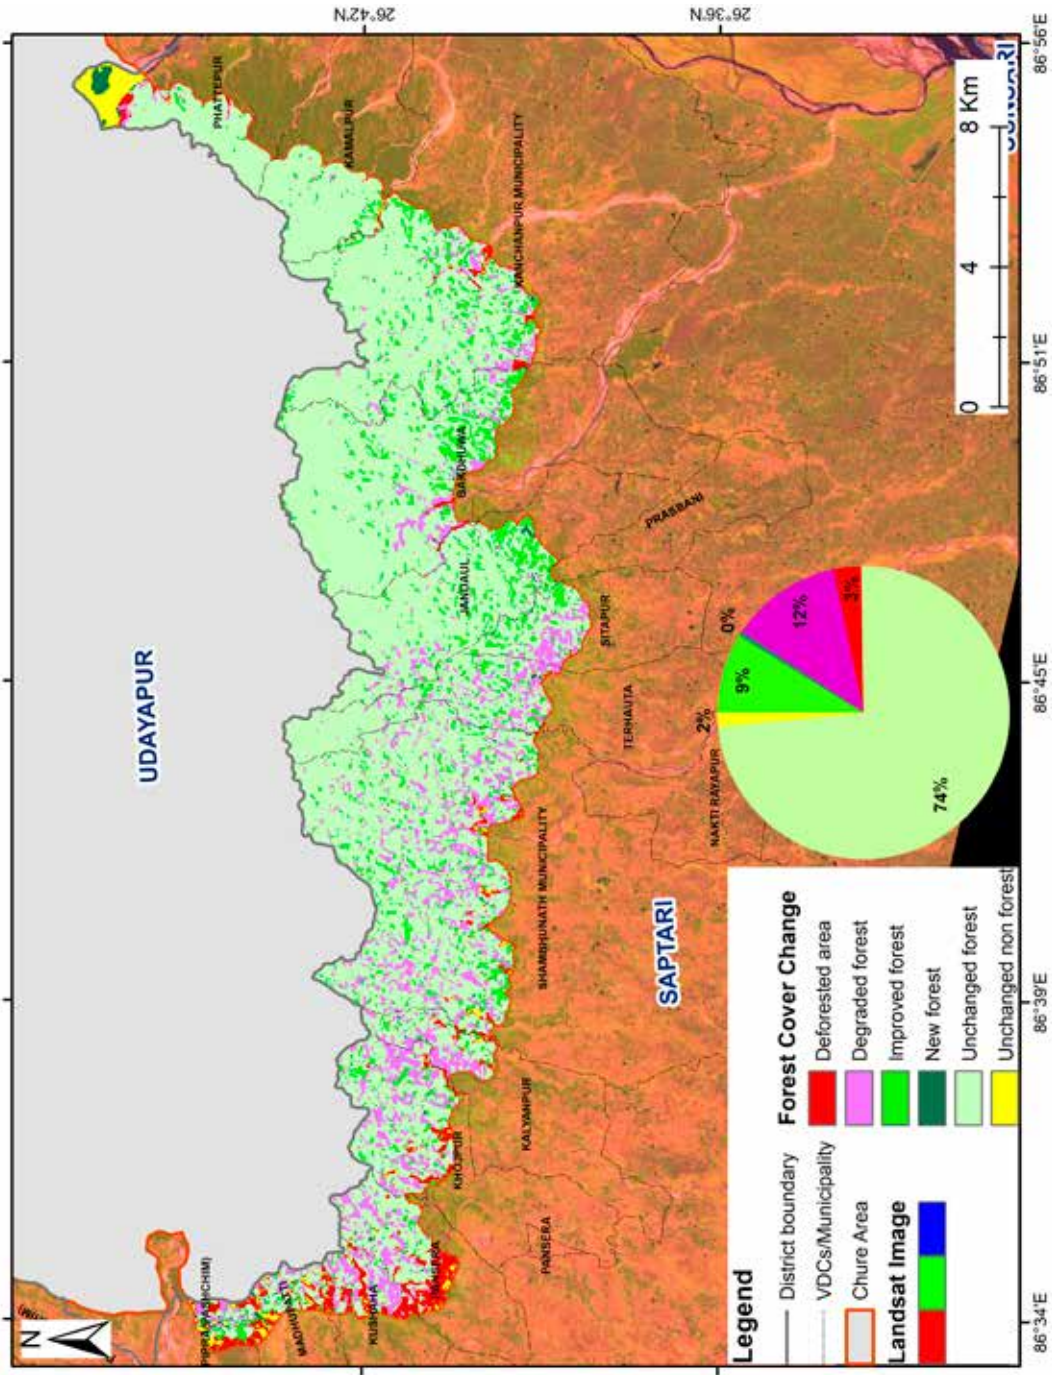 N
UDAYAPUR
SAPTARI
PIPRA (PASHCHIM)
MADHUPATTI
KUSHAHA
PANSERA
KHOJPUR
KALYANPUR
SHAMBHUNATH MUNICIPALITY
NAKTI RAYAPUR
TERHAUTA
SITAPUR
JANDAUL
BAKDHUWA
PRASBANI
KANCHANPUR MUNICIPALITY
KAMALPUR
PHATTEPUR
26°42'N
26°36'N
86°34'E
86°39'E
86°45'E
86°51'E
86°56'E
Legend
District boundary
VDCs/Municipality
Chure Area
Landsat Image
Forest Cover Change
Deforested area
Degraded forest
Improved forest
New forest
Unchanged forest
Unchanged non forest
2%
9%
0%
12%
3%
74%
0 4 8 Km